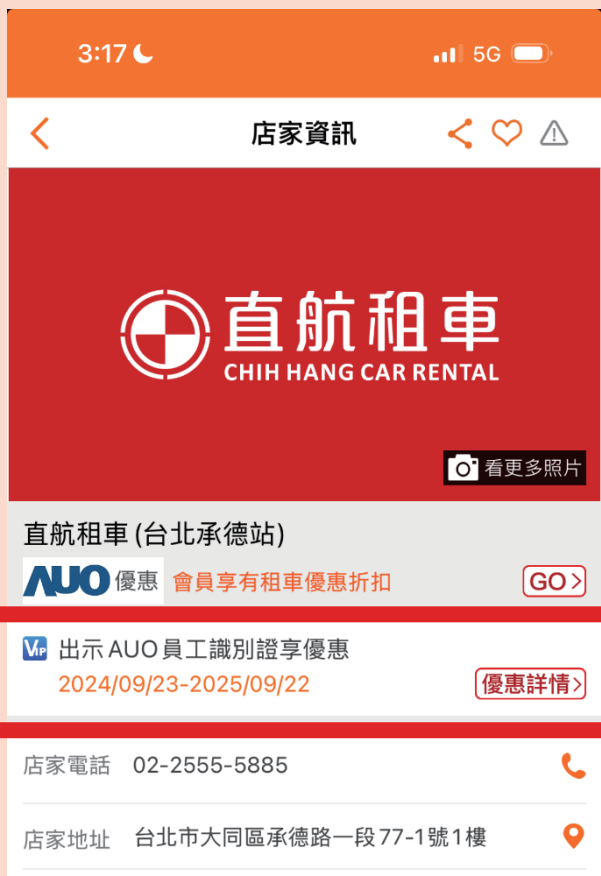 3:17
5G
店家資訊
直航租車
CHIH HANG CAR RENTAL
看更多照片
直航租車(台北承德站)
AUO 優惠 會員享有租車優惠折扣 GO>
VIP 出示AUO員工識別證享優惠
2024/09/23-2025/09/22 優惠詳情>
店家電話 02-2555-5885
店家地址 台北市大同區承德路一段77-1號1樓